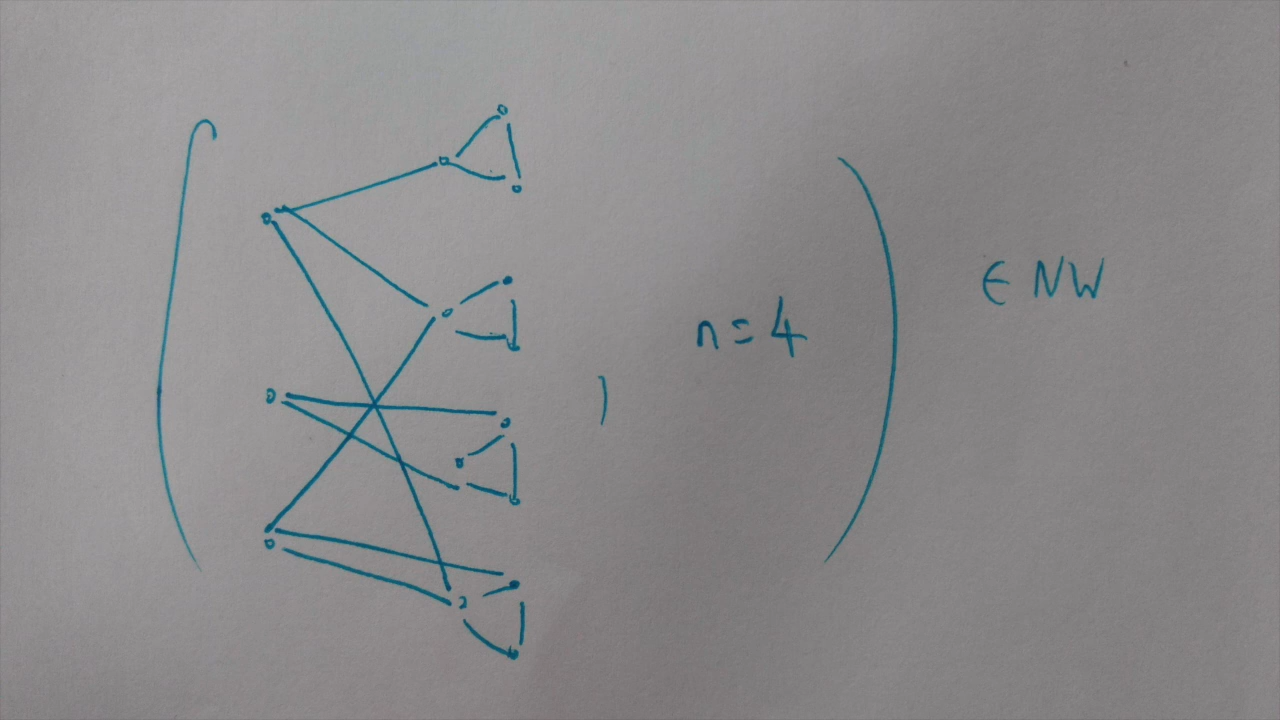 ( , n = 4 ) ∈ NW